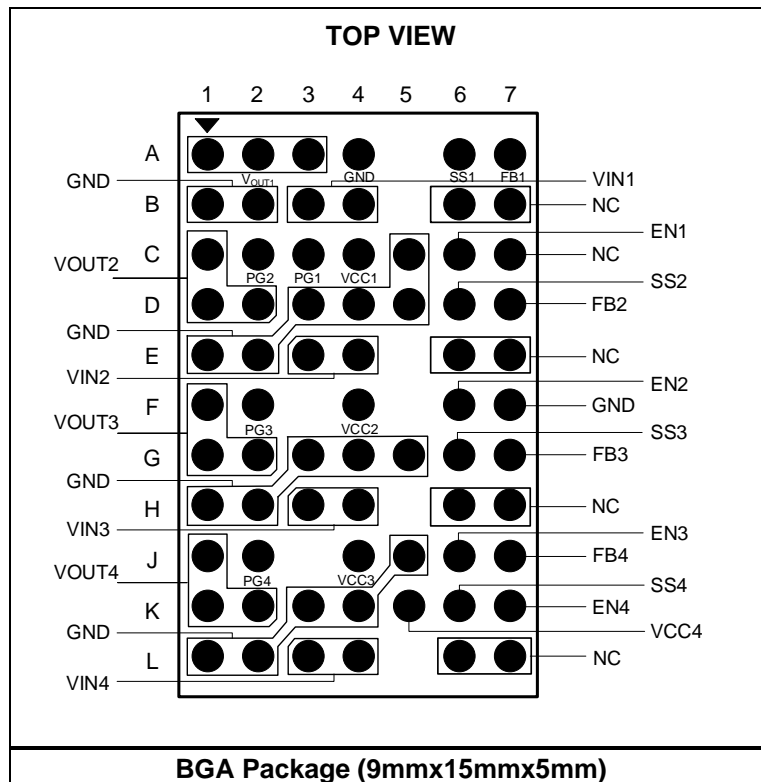 TOP VIEW
1 2 3 4 5 6 7
A
GND VOUT1 GND SS1 FB1 VIN1
B NC
EN1
C NC
VOUT2 PG2 PG1 VCC1 SS2
D FB2
GND
E NC
VIN2
EN2
F GND
VOUT3 PG3 VCC2 SS3
G FB3
GND
H NC
VIN3 EN3
J FB4
VOUT4 PG4 VCC3 SS4
K EN4
GND VCC4
L NC
VIN4
BGA Package (9mmx15mmx5mm)